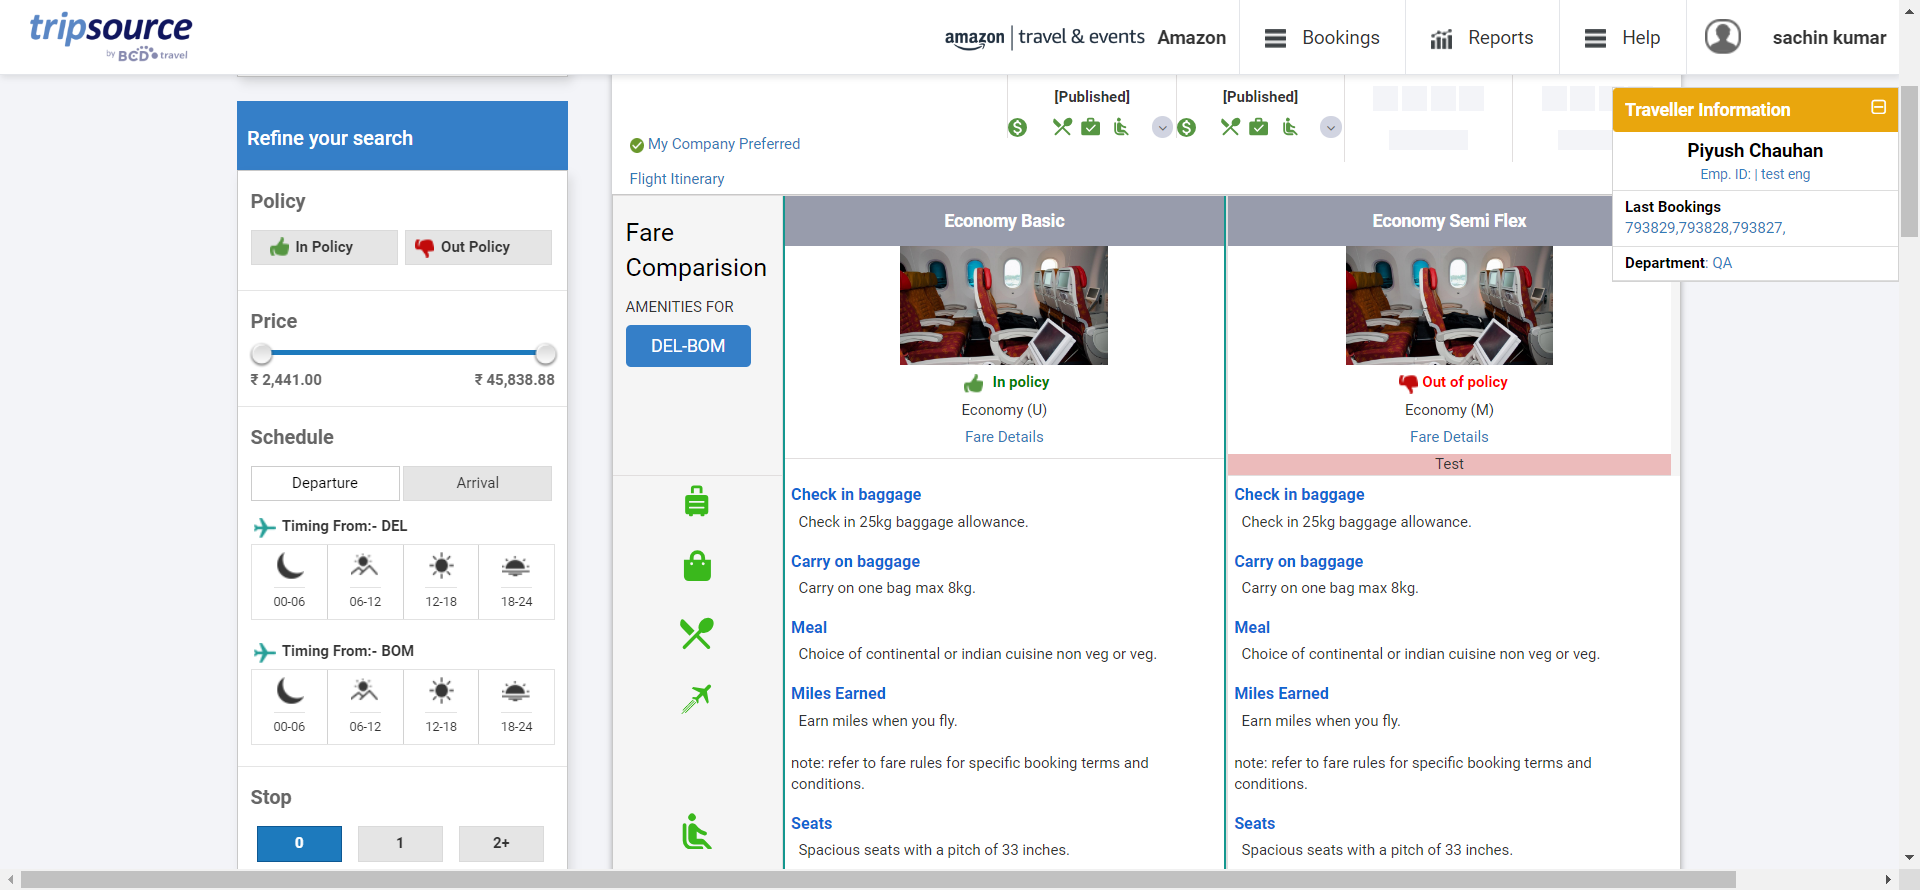 tripsource
by BCD travel
amazon | travel & events Amazon
Bookings
Reports
Help
sachin kumar
Refine your search
Policy
In Policy
Out Policy
Price
₹ 2,441.00
₹ 45,838.88
Schedule
Departure
Arrival
Timing From:- DEL
00-06
06-12
12-18
18-24
Timing From:- BOM
00-06
06-12
12-18
18-24
Stop
0
1
2+
[Published]
[Published]
My Company Preferred
Flight Itinerary
Fare
Comparision
AMENITIES FOR
DEL-BOM
Economy Basic
In policy
Economy (U)
Fare Details
Check in baggage
Check in 25kg baggage allowance.
Carry on baggage
Carry on one bag max 8kg.
Meal
Choice of continental or indian cuisine non veg or veg.
Miles Earned
Earn miles when you fly.
note: refer to fare rules for specific booking terms and
conditions.
Seats
Spacious seats with a pitch of 33 inches.
Economy Semi Flex
Out of policy
Economy (M)
Fare Details
Test
Check in baggage
Check in 25kg baggage allowance.
Carry on baggage
Carry on one bag max 8kg.
Meal
Choice of continental or indian cuisine non veg or veg.
Miles Earned
Earn miles when you fly.
note: refer to fare rules for specific booking terms and
conditions.
Seats
Spacious seats with a pitch of 33 inches.
Traveller Information
Piyush Chauhan
Emp. ID: | test eng
Last Bookings
793829,793828,793827,
Department: QA